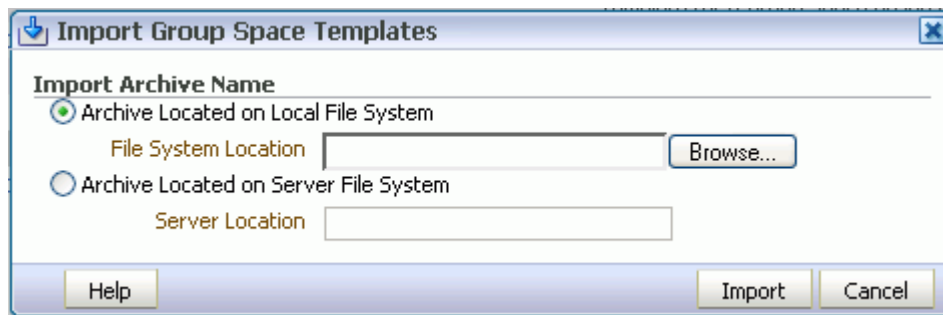 Import Group Space Templates
Import Archive Name
Archive Located on Local File System
File System Location Browse...
Archive Located on Server File System
Server Location
Help Import Cancel